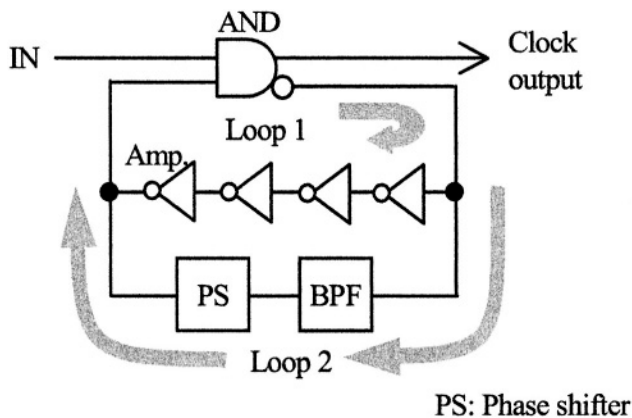 AND
IN
Clock
output
Loop 1
Amp.
PS
BPF
Loop 2
PS: Phase shifter